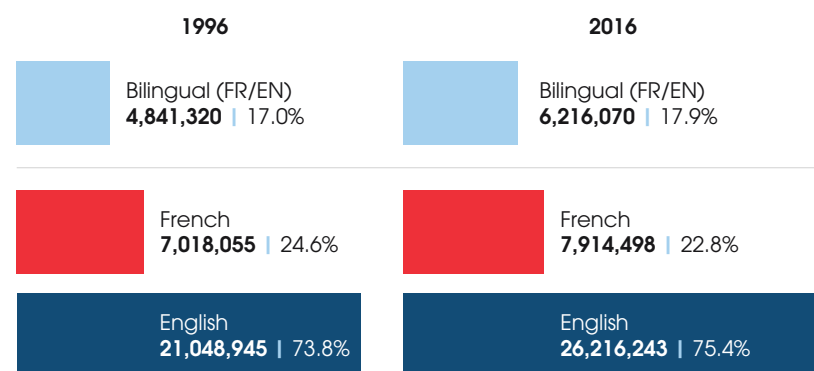 1996
2016
Bilingual (FR/EN)
4,841,320 | 17.0%
Bilingual (FR/EN)
6,216,070 | 17.9%
French
7,018,055 | 24.6%
French
7,914,498 | 22.8%
English
21,048,945 | 73.8%
English
26,216,243 | 75.4%